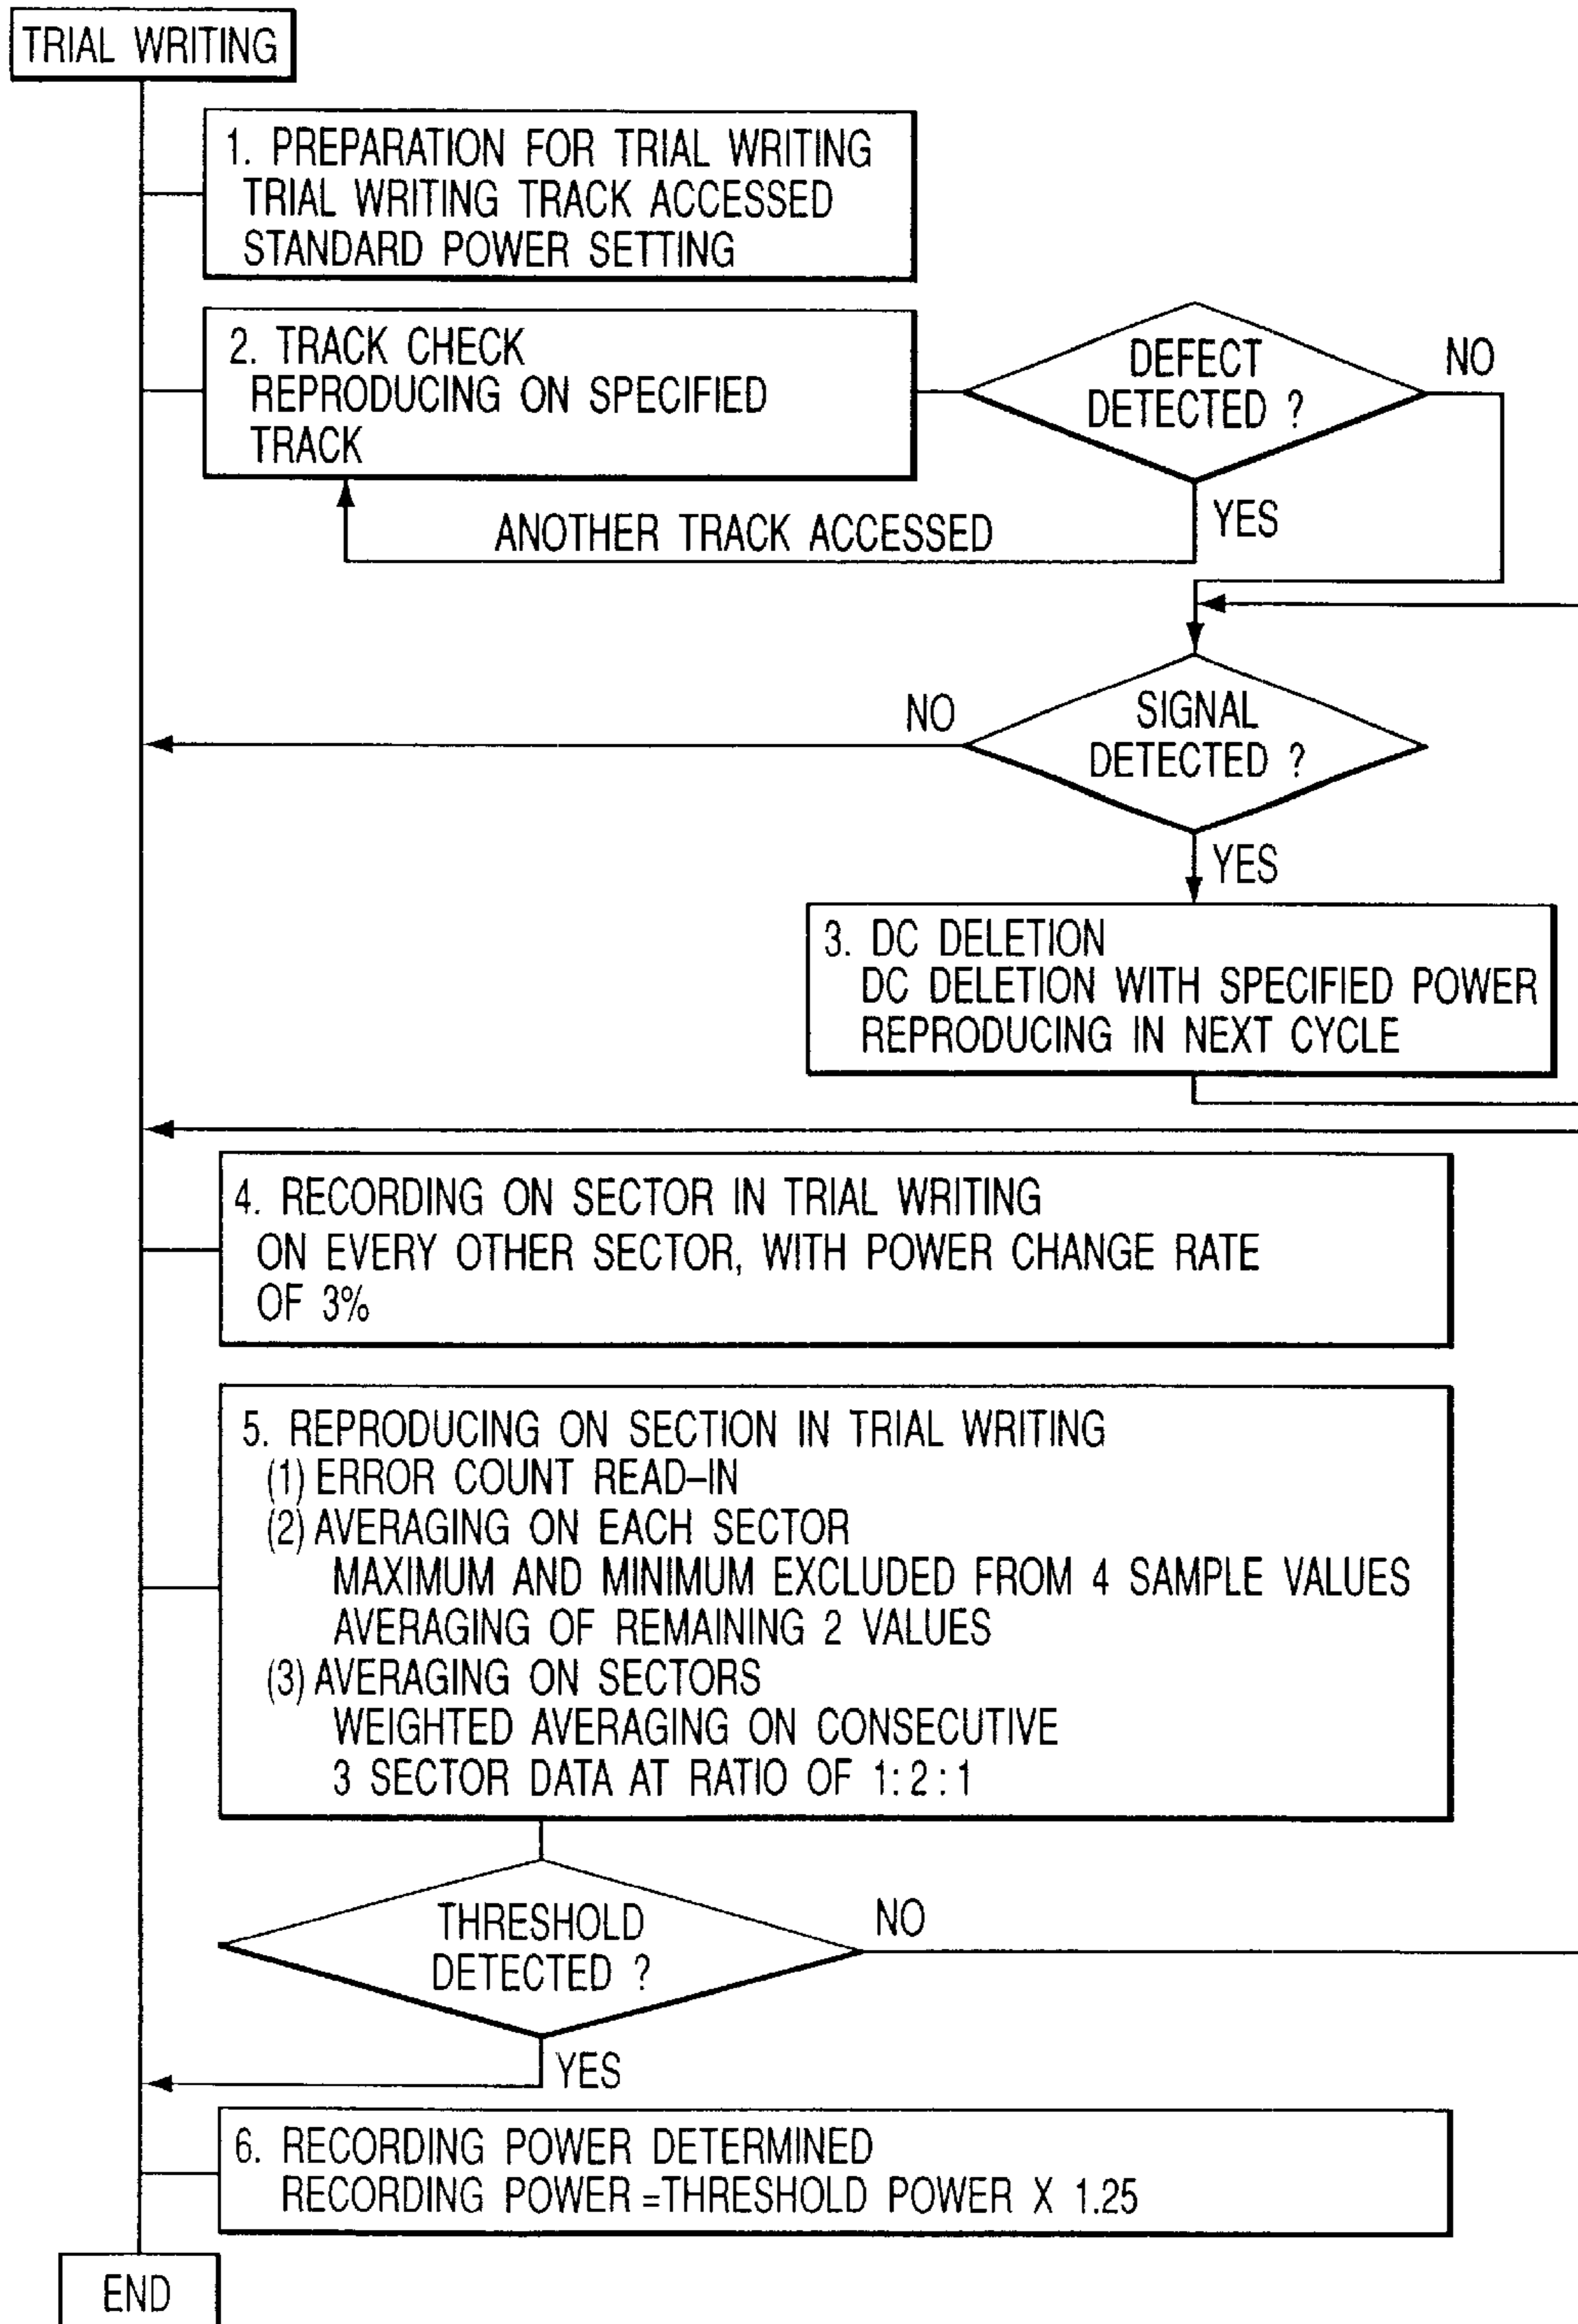 TRIAL WRITING
1. PREPARATION FOR TRIAL WRITING
TRIAL WRITING TRACK ACCESSED
STANDARD POWER SETTING
2. TRACK CHECK
REPRODUCING ON SPECIFIED
TRACK
DEFECT
DETECTED ?
NO
YES
ANOTHER TRACK ACCESSED
SIGNAL
DETECTED ?
NO
YES
3. DC DELETION
DC DELETION WITH SPECIFIED POWER
REPRODUCING IN NEXT CYCLE
4. RECORDING ON SECTOR IN TRIAL WRITING
ON EVERY OTHER SECTOR, WITH POWER CHANGE RATE
OF 3%
5. REPRODUCING ON SECTION IN TRIAL WRITING
(1) ERROR COUNT READ-IN
(2) AVERAGING ON EACH SECTOR
MAXIMUM AND MINIMUM EXCLUDED FROM 4 SAMPLE VALUES
AVERAGING OF REMAINING 2 VALUES
(3) AVERAGING ON SECTORS
WEIGHTED AVERAGING ON CONSECUTIVE
3 SECTOR DATA AT RATIO OF 1:2:1
THRESHOLD
DETECTED ?
NO
YES
6. RECORDING POWER DETERMINED
RECORDING POWER =THRESHOLD POWER X 1.25
END